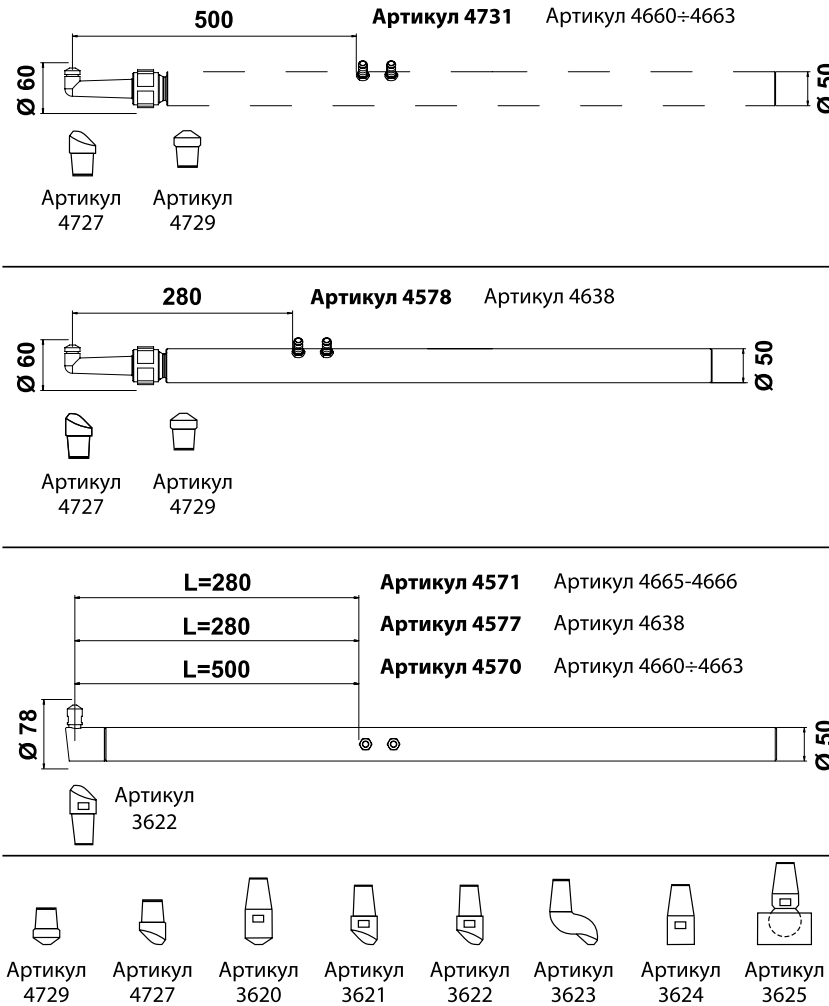 500
Артикул 4731 Артикул 4660÷4663
Ø 60
Ø 50
Артикул
4727
Артикул
4729
280
Артикул 4578 Артикул 4638
Ø 60
Ø 50
Артикул
4727
Артикул
4729
L=280
Артикул 4571 Артикул 4665-4666
L=280
Артикул 4577 Артикул 4638
L=500
Артикул 4570 Артикул 4660÷4663
Ø 78
Ø 50
Артикул
3622
Артикул
4729
Артикул
4727
Артикул
3620
Артикул
3621
Артикул
3622
Артикул
3623
Артикул
3624
Артикул
3625